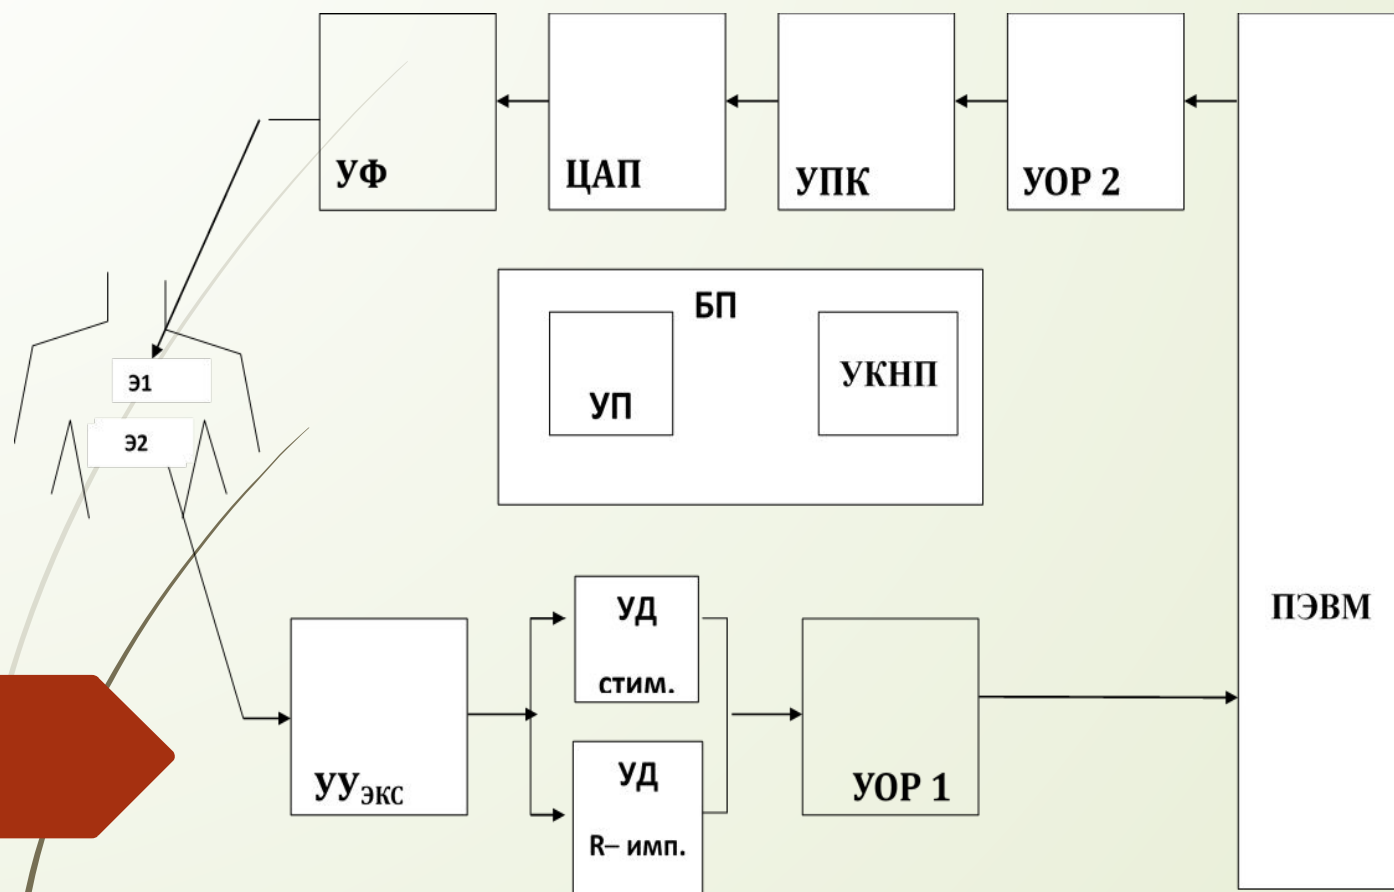 УФ
ЦАП
УПК
УОР 2
БП
УП
УКНП
Э1
Э2
ПЭВМ
УД
стим.
УУЭКС
УД
R– имп.
УОР 1